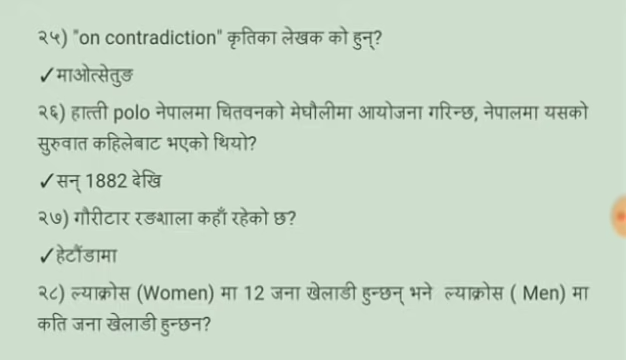 २५) "on contradiction" कृतिका लेखक को हुन्?
✓माओत्सेतुङ
२६) हात्ती polo नेपालमा चितवनको मेघौलीमा आयोजना गरिन्छ, नेपालमा यसको
सुरुवात कहिलेबाट भएको थियो?
✓सन् 1882 देखि
२७) गौरीटार रङशाला कहाँ रहेको छ?
✓हेटौंडामा
२८) ल्याक्रोस (Women) मा 12 जना खेलाडी हुन्छन् भने ल्याक्रोस ( Men) मा
कति जना खेलाडी हुन्छन?